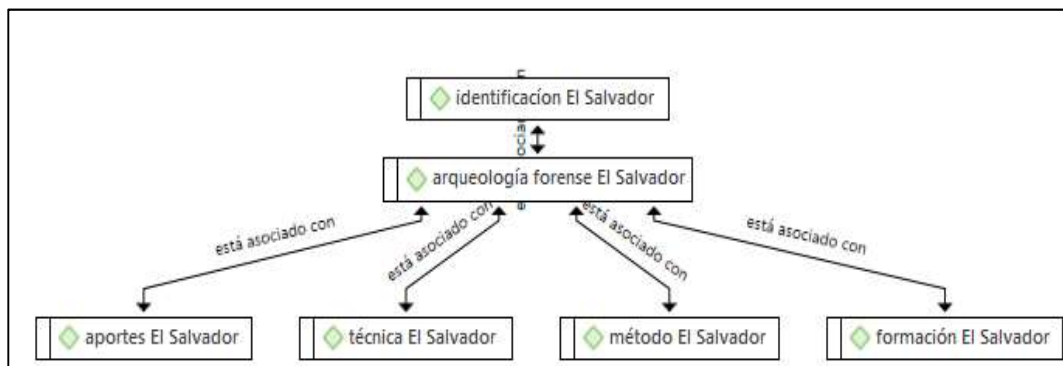 identificacíon El Salvador
arqueología forense El Salvador
está asociado con
está asociado con
está asociado con
está asociado con
aportes El Salvador
técnica El Salvador
método El Salvador
formación El Salvador